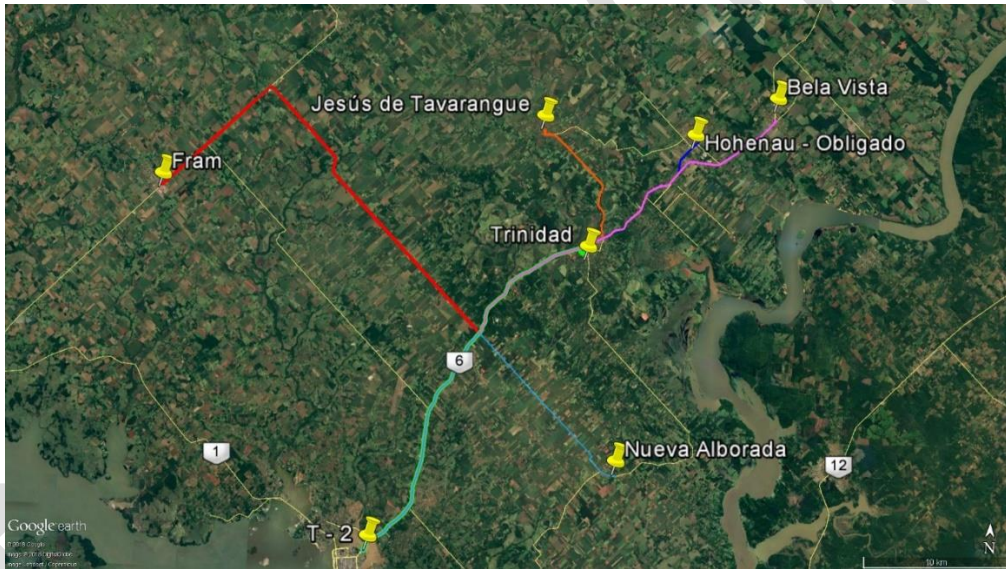 Bela Vista
Jesús de Tavarangue
Hohenau - Obligado
Fram
Trinidad
6
Nueva Alborada
1
12
T - 2
Google earth
N
10 km